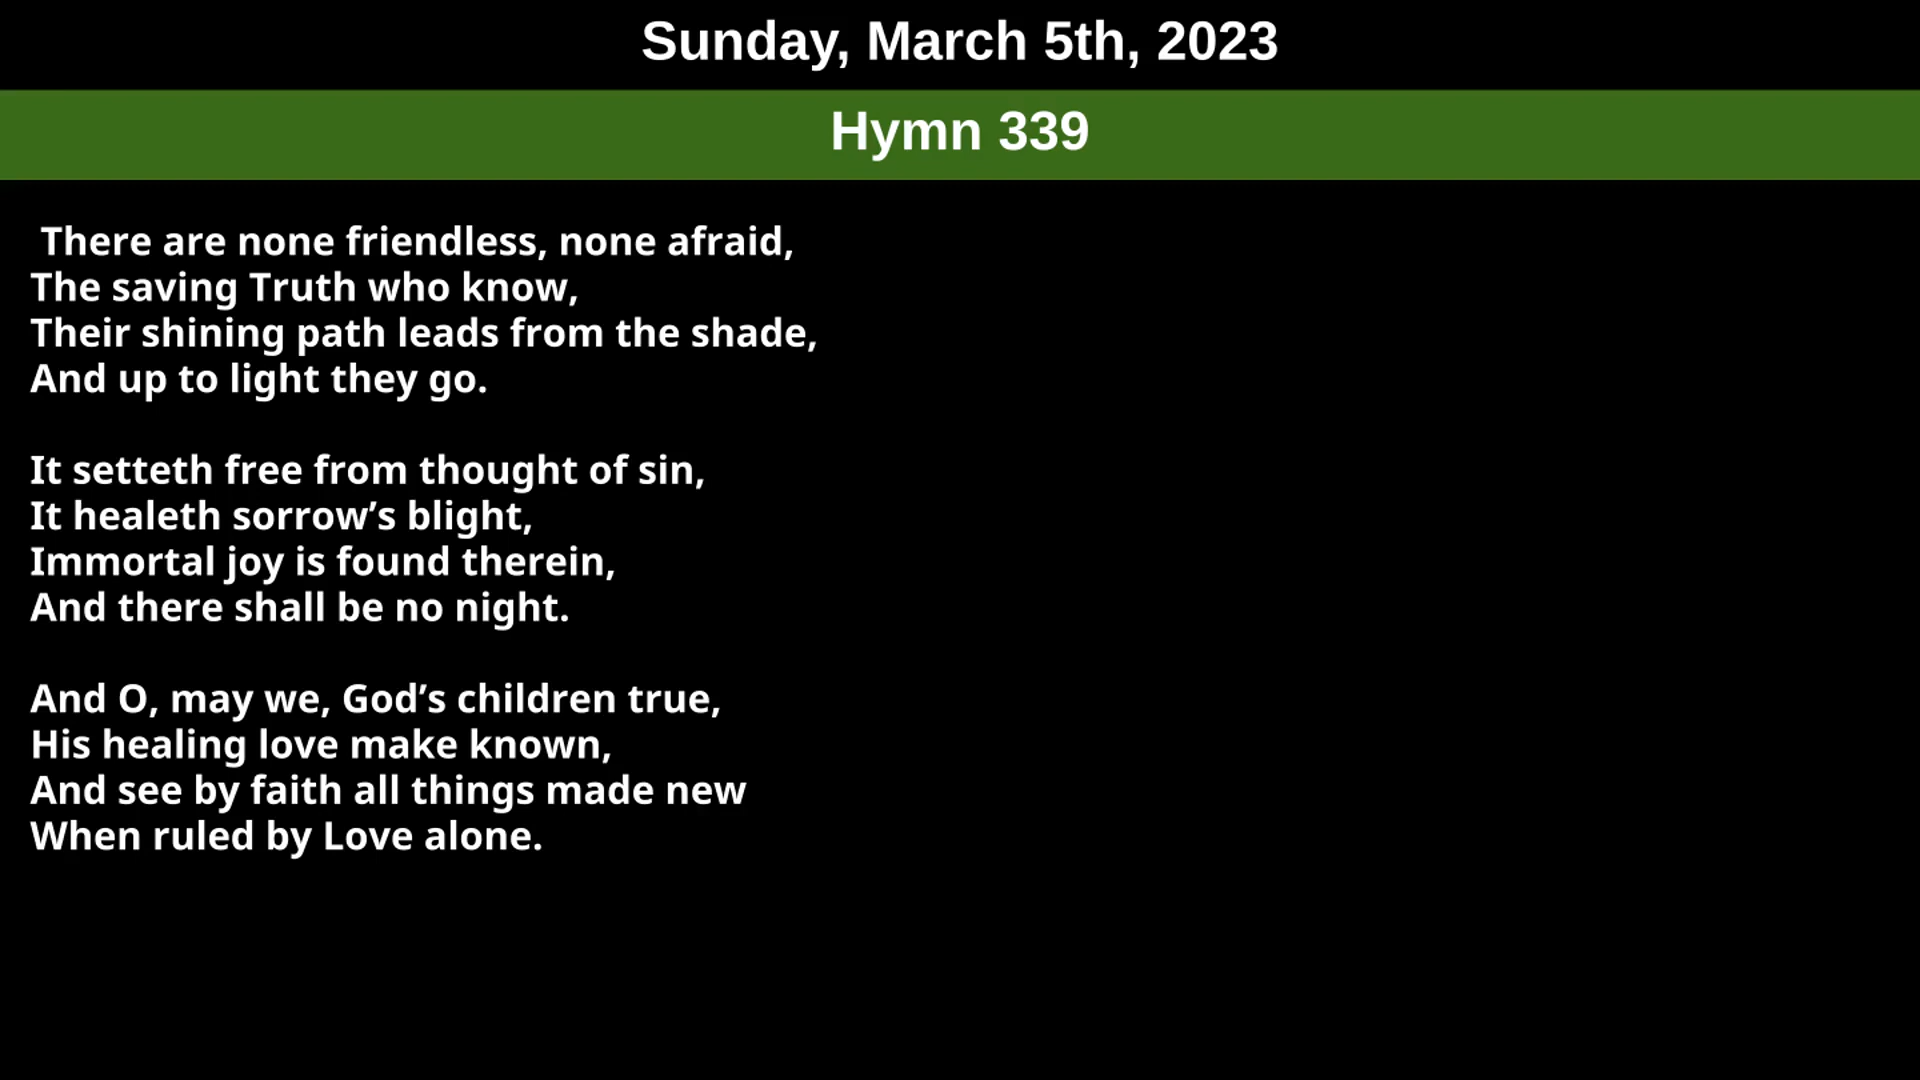 Sunday, March 5th, 2023
Hymn 339
There are none friendless, none afraid,
The saving Truth who know,
Their shining path leads from the shade,
And up to light they go.
It setteth free from thought of sin,
It healeth sorrow’s blight,
Immortal joy is found therein,
And there shall be no night.
And O, may we, God’s children true,
His healing love make known,
And see by faith all things made new
When ruled by Love alone.